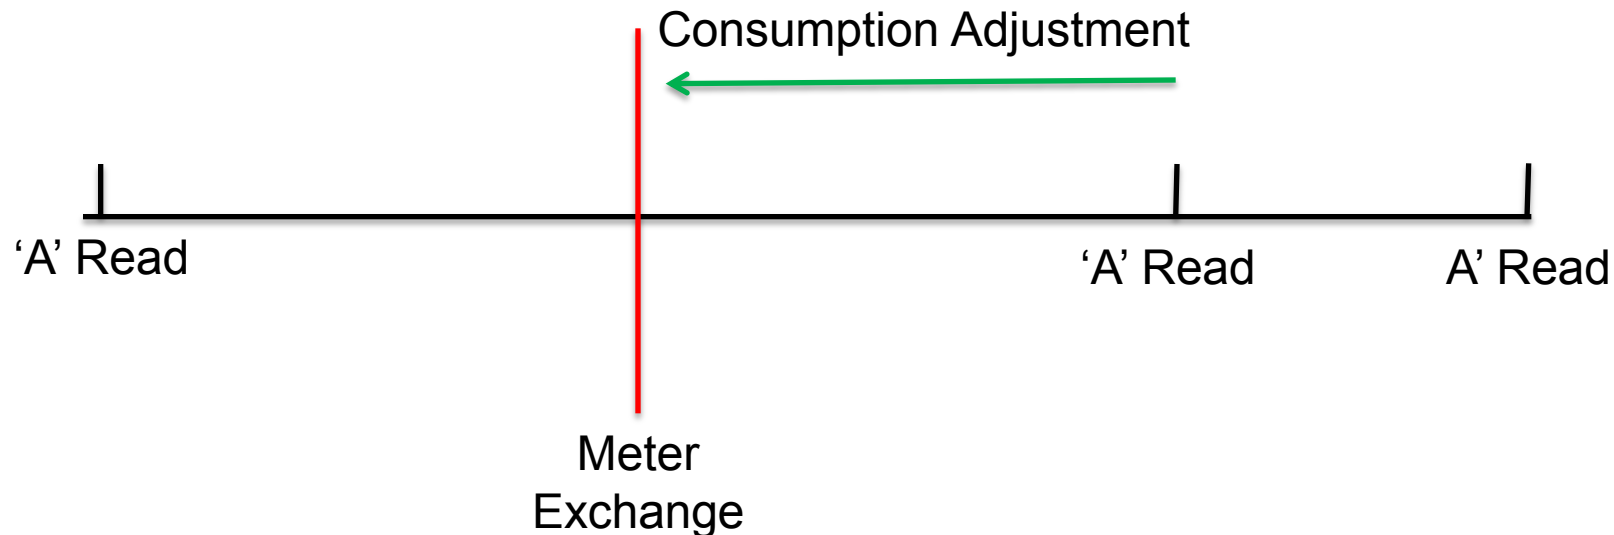 Consumption Adjustment
‘A’ Read
‘A’ Read
A’ Read
Meter
Exchange